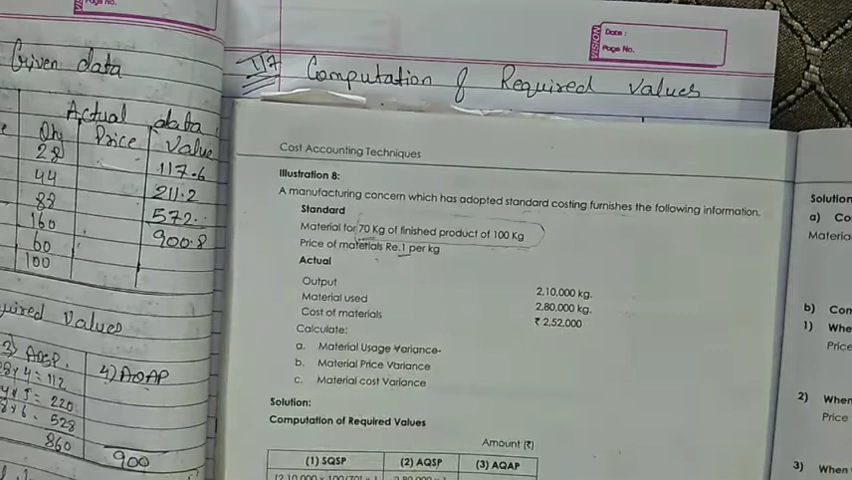 Page No.
Given data
Actual data
Qty Price Value
28 117.6
44 211.2
88 572
160 900.8
60
100
Required Values
3) AQSP. 4) AQAP
28 x 4 = 112
44 x 5 = 220
88 x 6 = 528
860 900
VISION
Date :
Page No.
II7 Computation of Required values
Cost Accounting Techniques
Illustration 8:
A manufacturing concern which has adopted standard costing furnishes the following information.
Standard
Material for 70 Kg of finished product of 100 Kg
Price of materials Re.1 per kg
Actual
Output 2,10,000 kg.
Material used 2,80,000 kg.
Cost of materials ₹ 2,52,000
Calculate:
a. Material Usage Variance
b. Material Price Variance
c. Material cost Variance
Solution:
Computation of Required Values
Amount (₹)
(1) SQSP (2) AQSP (3) AQAP
Solution
a) Co
Materia
b) Con
1) Whe
Price
2) When
Price
3) When